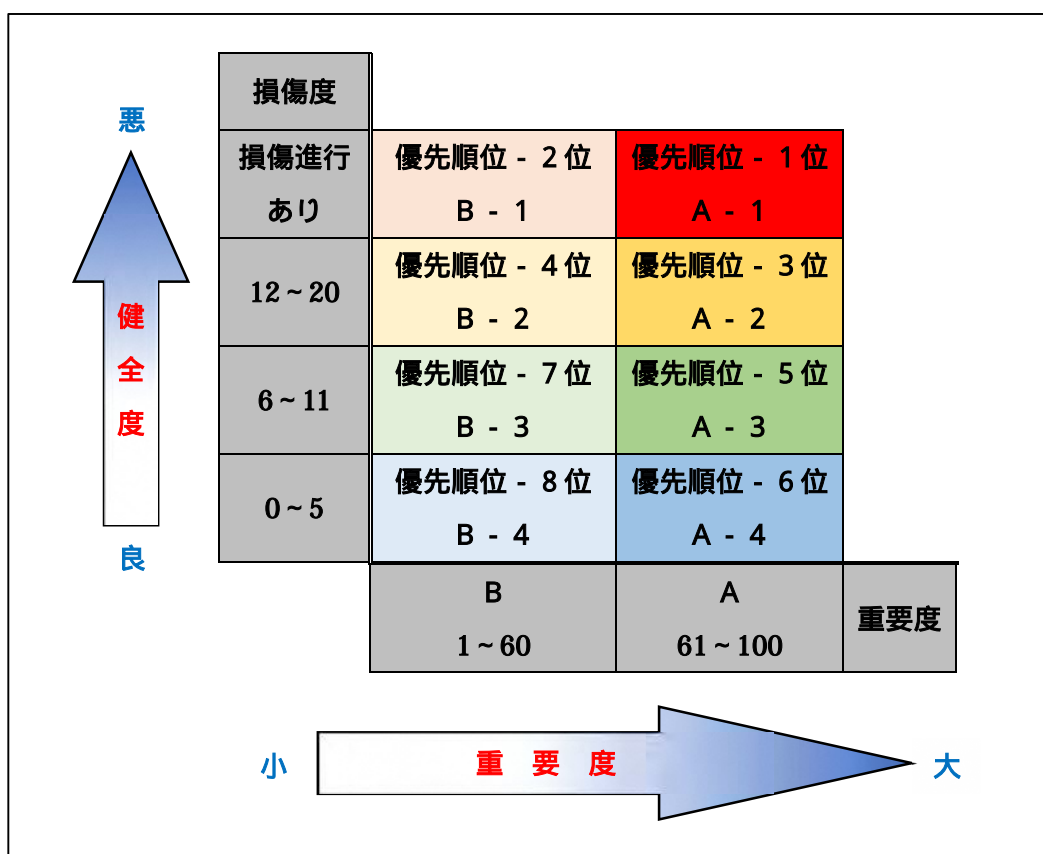 損傷度
悪
損傷進行
あり
優先順位 - 2 位
B - 1
優先順位 - 1 位
A - 1
12 ~ 20
優先順位 - 4 位
B - 2
優先順位 - 3 位
A - 2
健
全
度
6 ~ 11
優先順位 - 7 位
B - 3
優先順位 - 5 位
A - 3
0 ~ 5
優先順位 - 8 位
B - 4
優先順位 - 6 位
A - 4
良
B
1 ~ 60
A
61 ~ 100
重要度
小
重 要 度
大